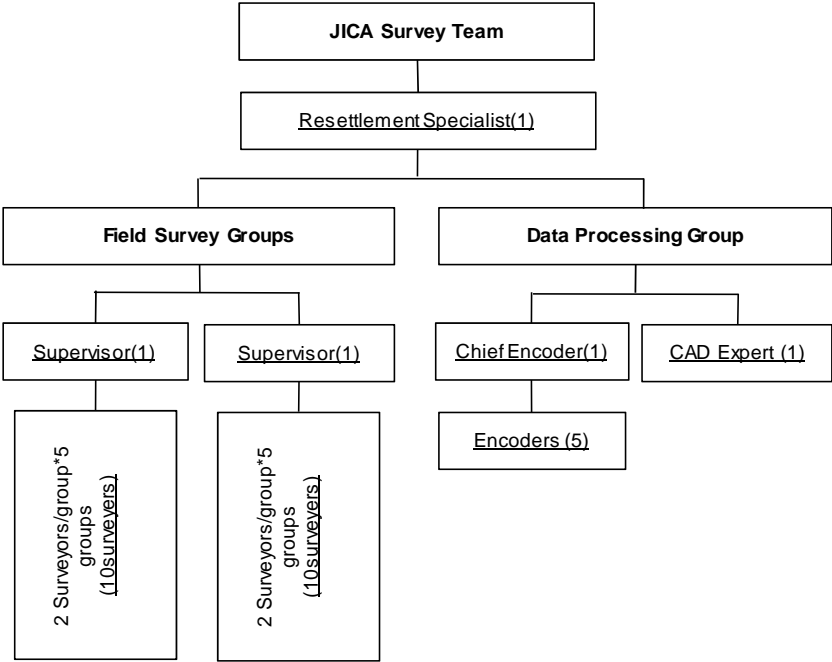 JICA Survey Team
Resettlement Specialist(1)
Field Survey Groups
Data Processing Group
Supervisor(1)
Supervisor(1)
Chief Encoder(1)
CAD Expert (1)
Encoders (5)
2 Surveyors/group*5
groups
(10surveyers)
2 Surveyors/group*5
groups
(10surveyers)